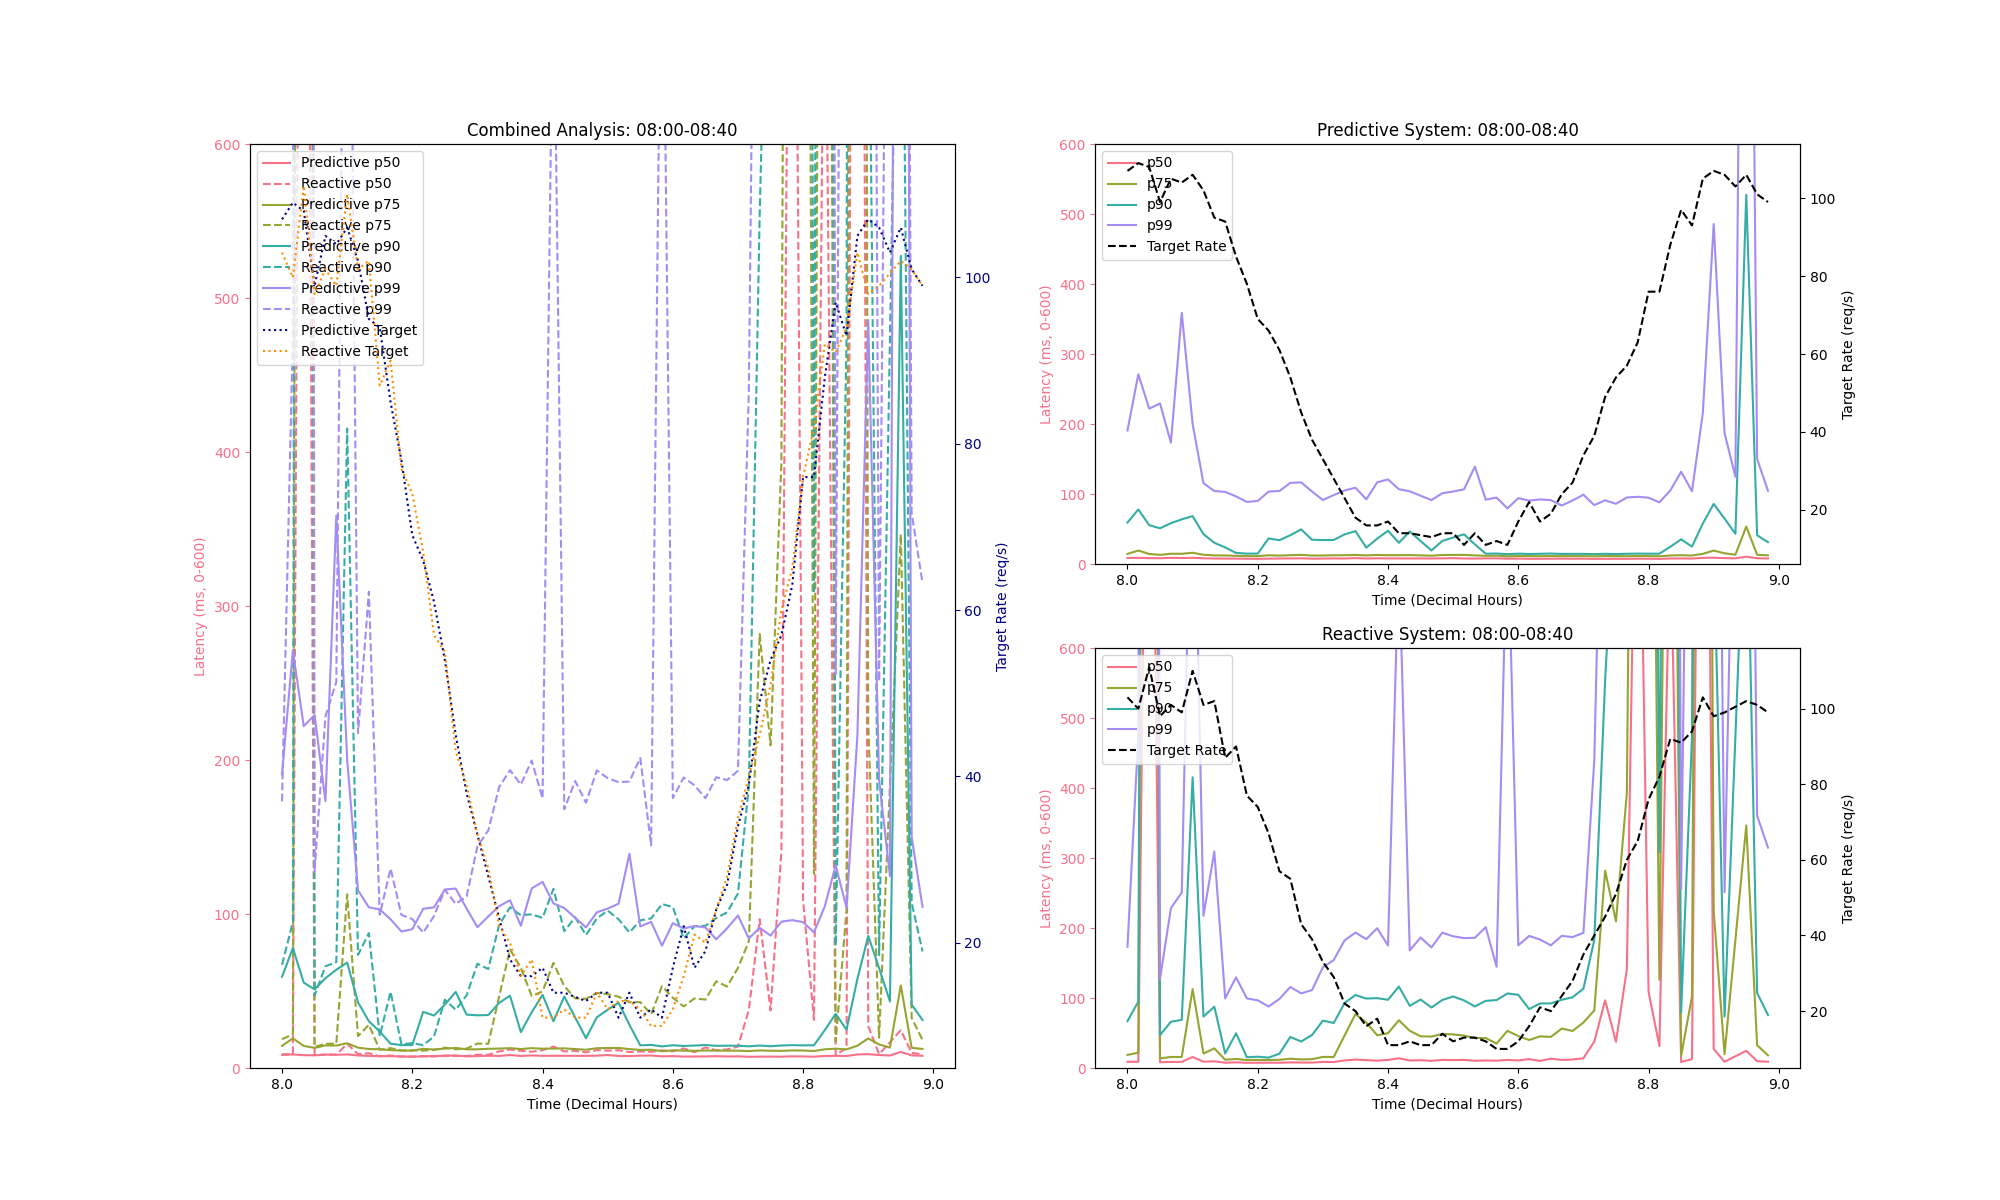 Combined Analysis: 08:00-08:40
Latency (ms, 0-600)
600
500
400
300
200
100
0
Predictive p50
Reactive p50
Predictive p75
Reactive p75
Predictive p90
Reactive p90
Predictive p99
Reactive p99
Predictive Target
Reactive Target
100
80
60
40
20
Target Rate (req/s)
8.0 8.2 8.4 8.6 8.8 9.0
Time (Decimal Hours)
Predictive System: 08:00-08:40
Latency (ms, 0-600)
600
500
400
300
200
100
0
p50
p75
p90
p99
Target Rate
100
80
60
40
20
Target Rate (req/s)
8.0 8.2 8.4 8.6 8.8 9.0
Time (Decimal Hours)
Reactive System: 08:00-08:40
Latency (ms, 0-600)
600
500
400
300
200
100
0
p50
p75
p90
p99
Target Rate
100
80
60
40
20
Target Rate (req/s)
8.0 8.2 8.4 8.6 8.8 9.0
Time (Decimal Hours)